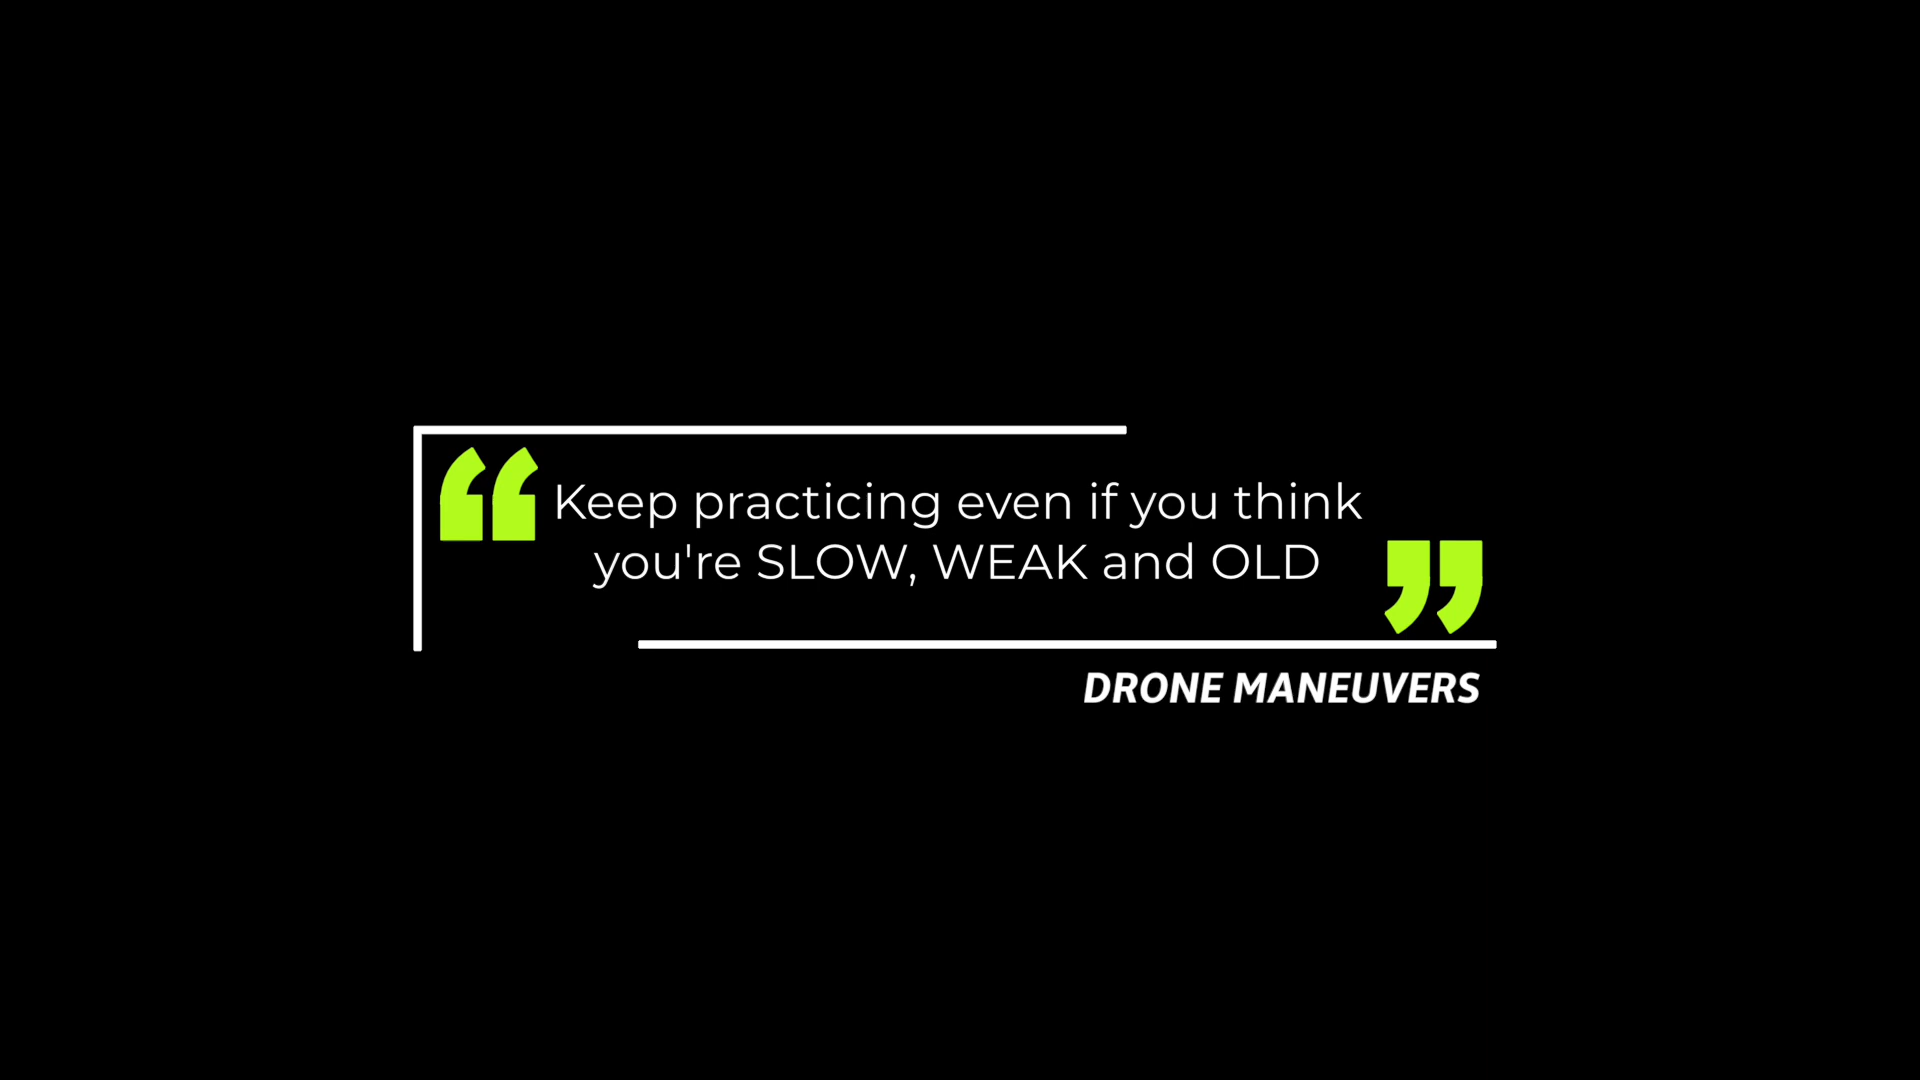 Keep practicing even if you think
you're SLOW, WEAK and OLD
DRONE MANEUVERS